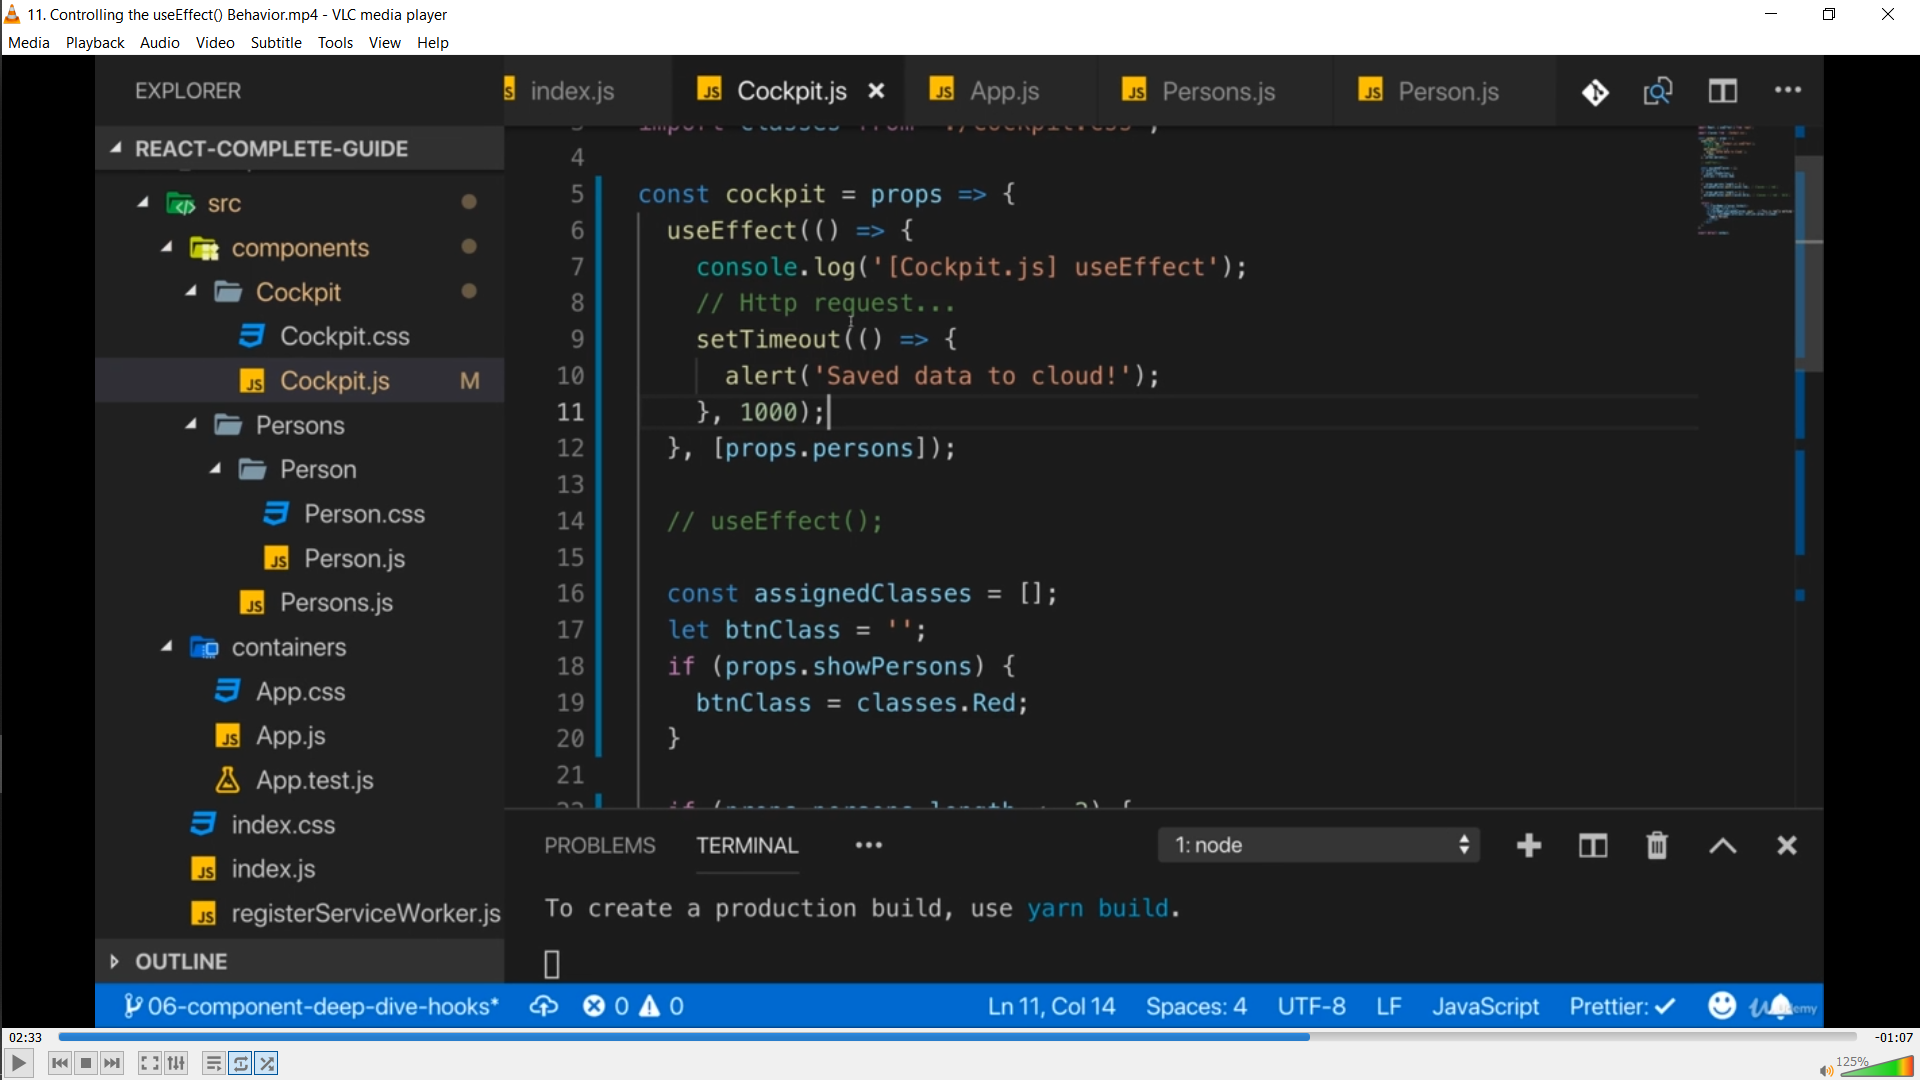 11. Controlling the useEffect() Behavior.mp4 - VLC media player
Media Playback Audio Video Subtitle Tools View Help
EXPLORER
index.js
Cockpit.js
App.js
Persons.js
Person.js
REACT-COMPLETE-GUIDE
src
components
Cockpit
Cockpit.css
Cockpit.js M
Persons
Person
Person.css
Person.js
Persons.js
containers
App.css
App.js
App.test.js
index.css
index.js
registerServiceWorker.js
OUTLINE
4
5 const cockpit = props => {
6 useEffect(() => {
7 console.log('[Cockpit.js] useEffect');
8 // Http request...
9 setTimeout(() => {
10 alert('Saved data to cloud!');
11 }, 1000);
12 }, [props.persons]);
13
14 // useEffect();
15
16 const assignedClasses = [];
17 let btnClass = '';
18 if (props.showPersons) {
19 btnClass = classes.Red;
20 }
21
PROBLEMS TERMINAL ••• 1: node
To create a production build, use yarn build.
06-component-deep-dive-hooks* 0 0 Ln 11, Col 14 Spaces: 4 UTF-8 LF JavaScript Prettier: ✓
02:33 -01:07
125%